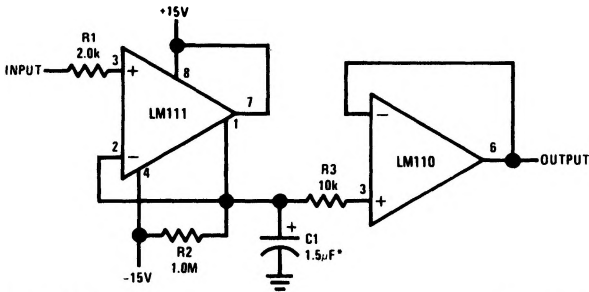 +15V
R1
2.0k
INPUT
3
+
8
7
LM111
1
2
−
4
−
6
LM110
OUTPUT
R3
10k
3
+
R2
1.0M
+
C1
1.5μF*
-15V